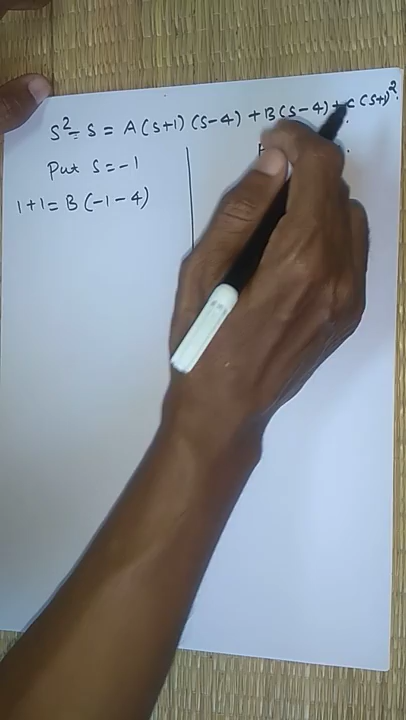 S² - S = A (S+1) (S-4) + B (S-4) + C (S+1)².
Put S = -1
1+1 = B (-1 - 4)